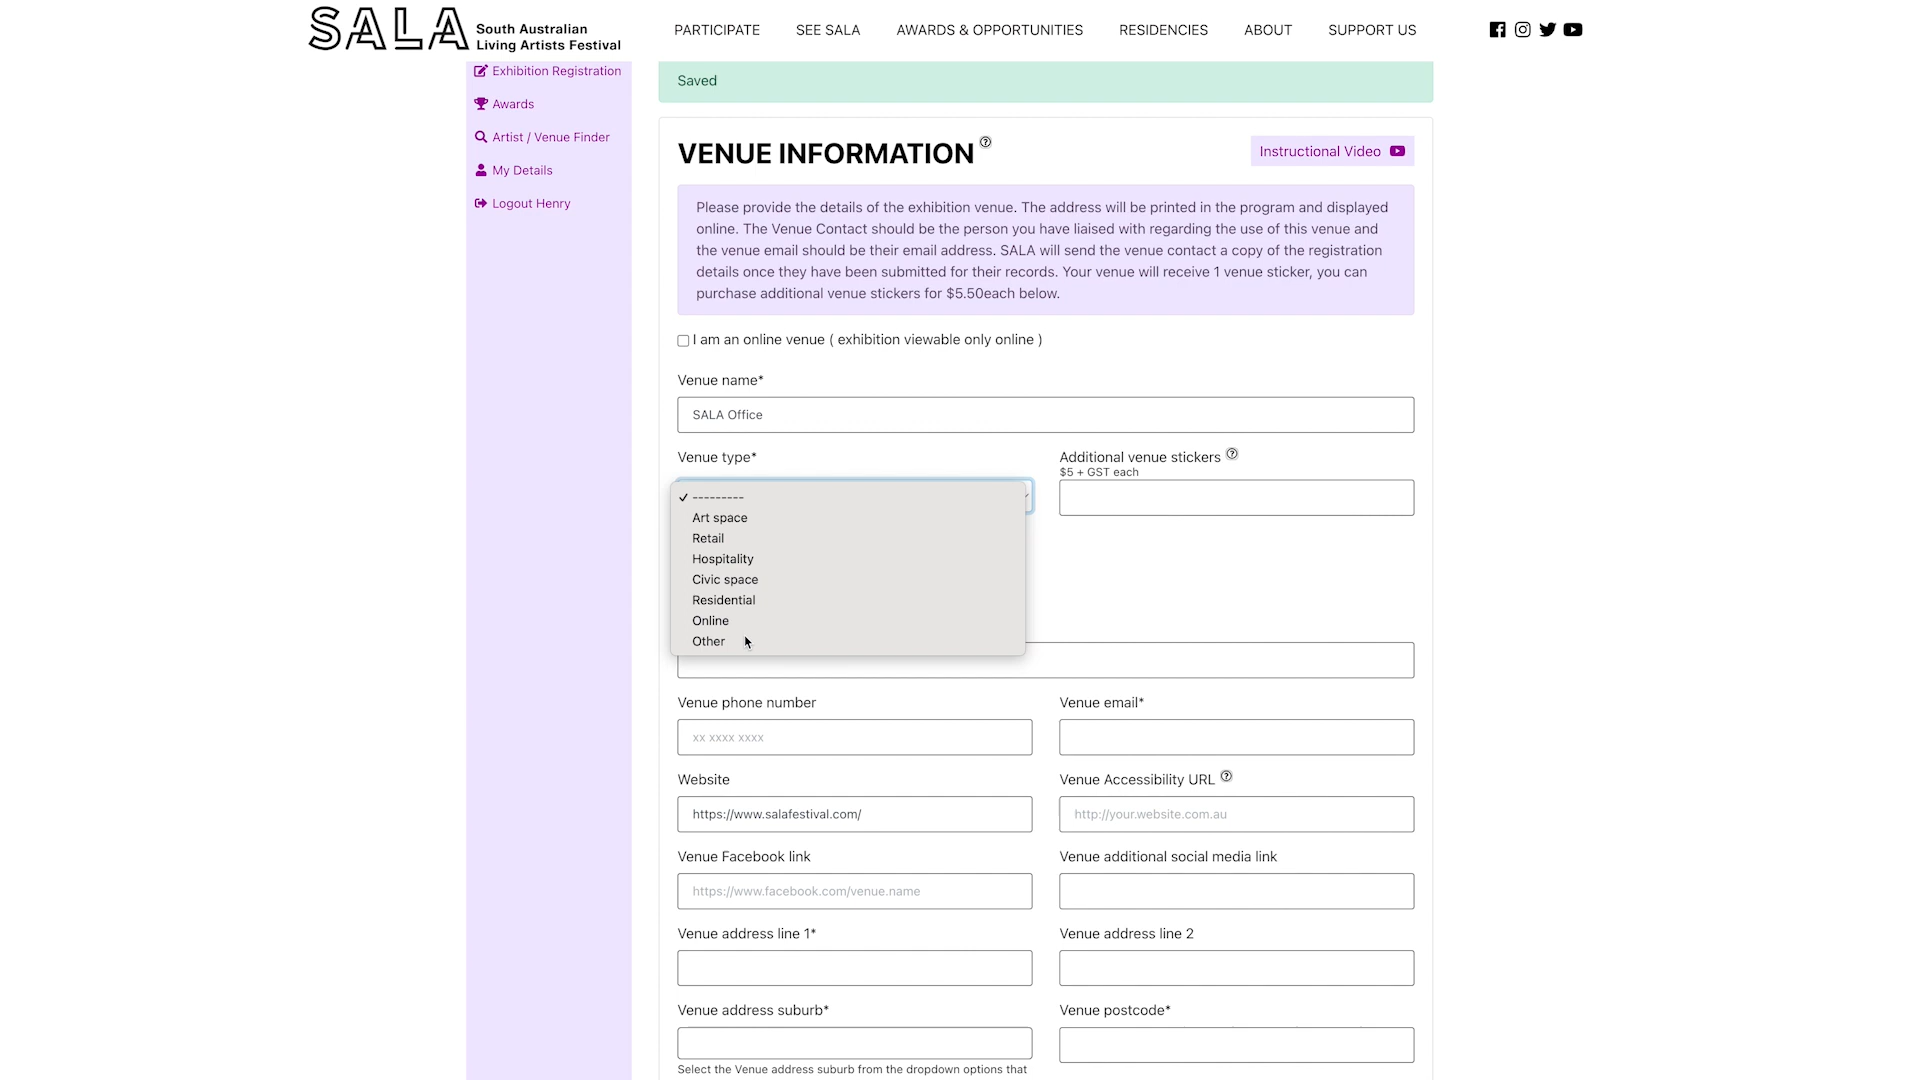 SALA South Australian
Living Artists Festival
PARTICIPATE SEE SALA AWARDS & OPPORTUNITIES RESIDENCIES ABOUT SUPPORT US
Exhibition Registration
Awards
Artist / Venue Finder
My Details
Logout Henry
Saved
VENUE INFORMATION
Instructional Video
Please provide the details of the exhibition venue. The address will be printed in the program and displayed
online. The Venue Contact should be the person you have liaised with regarding the use of this venue and
the venue email should be their email address. SALA will send the venue contact a copy of the registration
details once they have been submitted for their records. Your venue will receive 1 venue sticker, you can
purchase additional venue stickers for $5.50each below.
I am an online venue ( exhibition viewable only online )
Venue name*
SALA Office
Venue type*
Additional venue stickers
$5 + GST each
✓ ---------
Art space
Retail
Hospitality
Civic space
Residential
Online
Other
Venue phone number Venue email*
xx xxxx xxxx
Website Venue Accessibility URL
https://www.salafestival.com/ http://your.website.com.au
Venue Facebook link Venue additional social media link
https://www.facebook.com/venue.name
Venue address line 1* Venue address line 2
Venue address suburb* Venue postcode*
Select the Venue address suburb from the dropdown options that